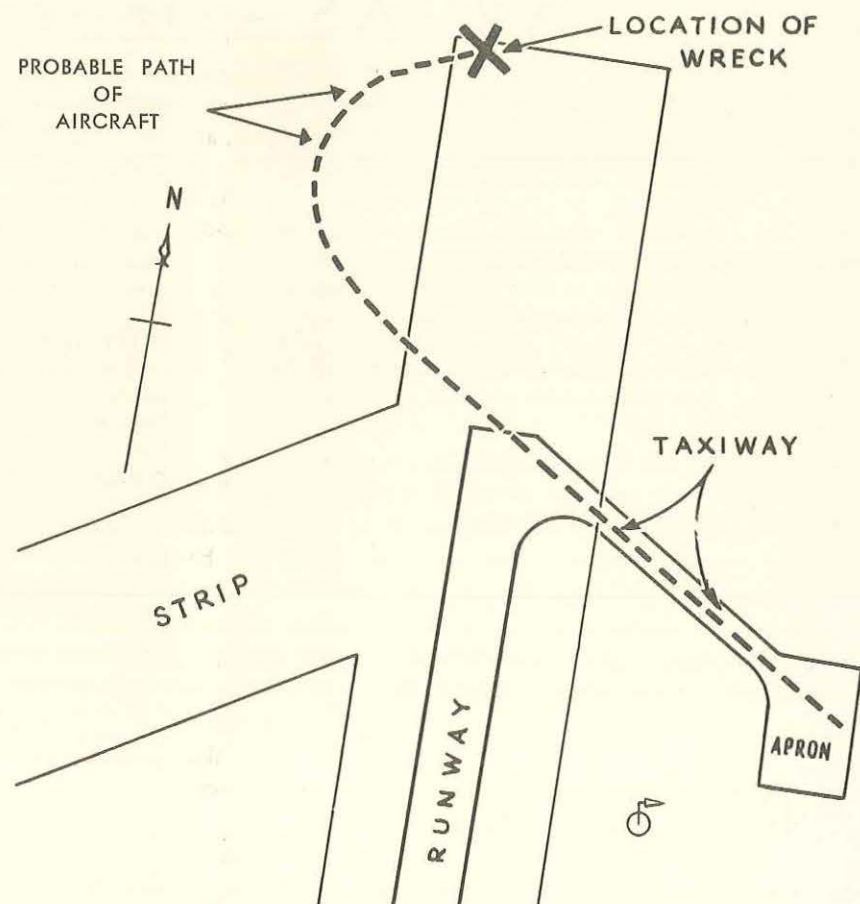 LOCATION OF
WRECK
PROBABLE PATH
OF
AIRCRAFT
N
TAXIWAY
STRIP
RUNWAY
APRON